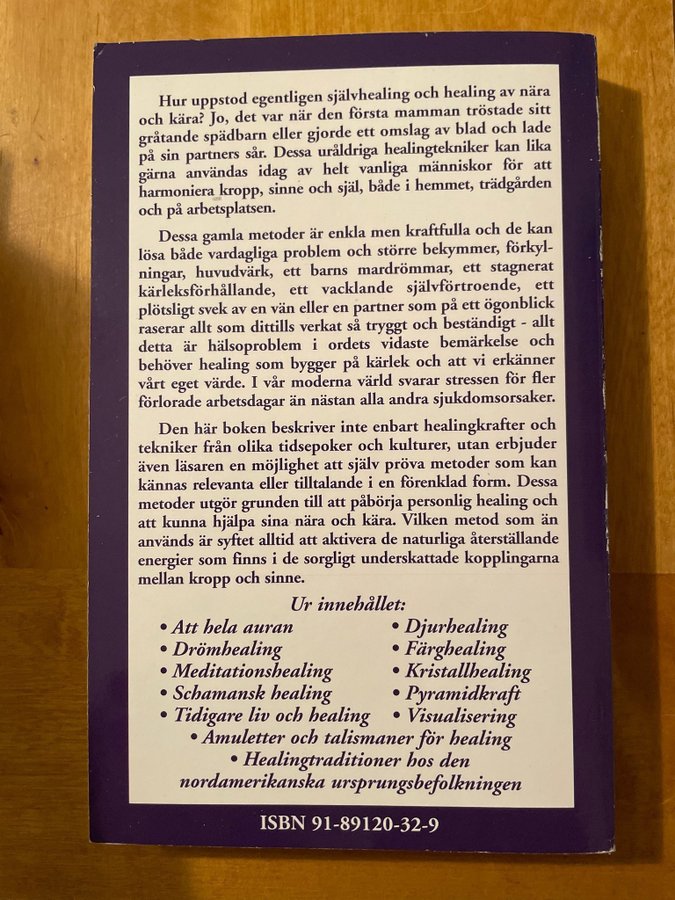 Hur uppstod egentligen självhealing och healing av nära
och kära? Jo, det var när den första mamman tröstade sitt
gråtande spädbarn eller gjorde ett omslag av blad och lade
på sin partners sår. Dessa uråldriga healingtekniker kan lika
gärna användas idag av helt vanliga människor för att
harmoniera kropp, sinne och själ, både i hemmet, trädgården
och på arbetsplatsen.
Dessa gamla metoder är enkla men kraftfulla och de kan
lösa både vardagliga problem och större bekymmer, förkyl-
ningar, huvudvärk, ett barns mardrömmar, ett stagnerat
kärleksförhållande, ett vacklande självförtroende, ett
plötsligt svek av en vän eller en partner som på ett ögonblick
raserar allt som dittills verkat så tryggt och beständigt - allt
detta är hälsoproblem i ordets vidaste bemärkelse och
behöver healing som bygger på kärlek och att vi erkänner
vårt eget värde. I vår moderna värld svarar stressen för fler
förlorade arbetsdagar än nästan alla andra sjukdomsorsaker.
Den här boken beskriver inte enbart healingkrafter och
tekniker från olika tidsepoker och kulturer, utan erbjuder
även läsaren en möjlighet att själv pröva metoder som kan
kännas relevanta eller tilltalande i en förenklad form. Dessa
metoder utgör grunden till att påbörja personlig healing och
att kunna hjälpa sina nära och kära. Vilken metod som än
används är syftet alltid att aktivera de naturliga återställande
energier som finns i de sorgligt underskattade kopplingarna
mellan kropp och sinne.
Ur innehållet:
• Att hela auran • Djurhealing
• Drömhealing • Färghealing
• Meditationshealing • Kristallhealing
• Schamansk healing • Pyramidkraft
• Tidigare liv och healing • Visualisering
• Amuletter och talismaner för healing
• Healingtraditioner hos den
nordamerikanska ursprungsbefolkningen
ISBN 91-89120-32-9